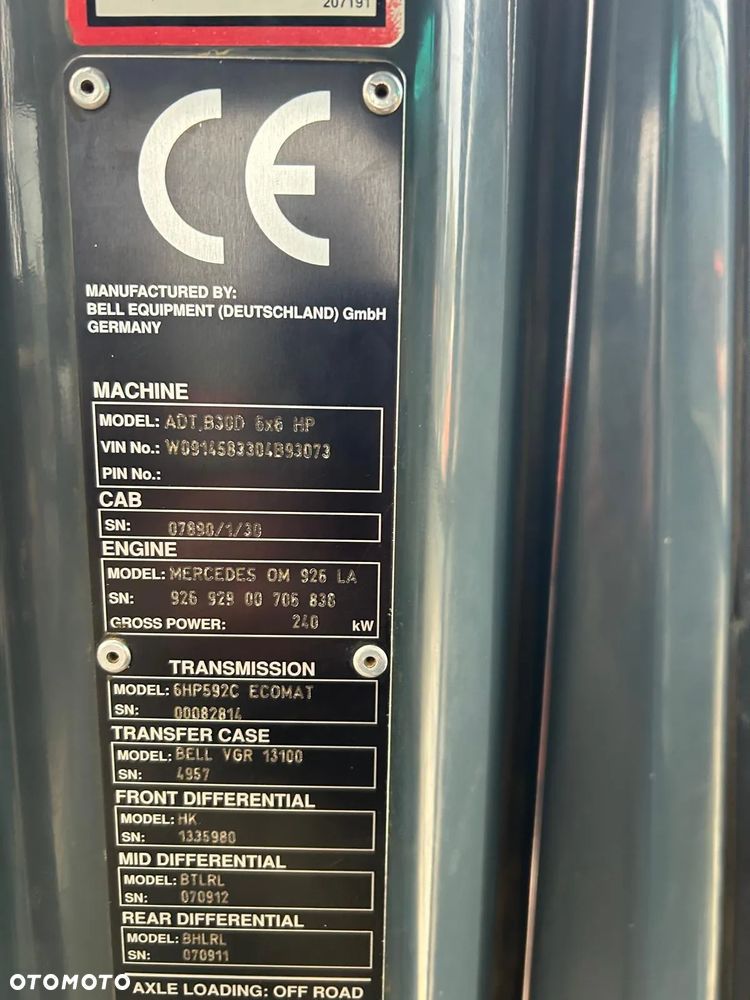 207191
CE
MANUFACTURED BY:
BELL EQUIPMENT (DEUTSCHLAND) GmbH
GERMANY
MACHINE
MODEL: ADT B30D 6x6 HP
VIN No.: W0914583304B93073
PIN No.:
CAB
SN: 07890/1/30
ENGINE
MODEL: MERCEDES OM 926 LA
SN: 926 929 00 706 836
GROSS POWER: 240 kW
TRANSMISSION
MODEL: 6HP592C ECOMAT
SN: 00082814
TRANSFER CASE
MODEL: BELL VGR 13100
SN: 4957
FRONT DIFFERENTIAL
MODEL: HK
SN: 1335980
MID DIFFERENTIAL
MODEL: BTLRL
SN: 070912
REAR DIFFERENTIAL
MODEL: BHLRL
SN: 070911
AXLE LOADING: OFF ROAD
OTOMOTO